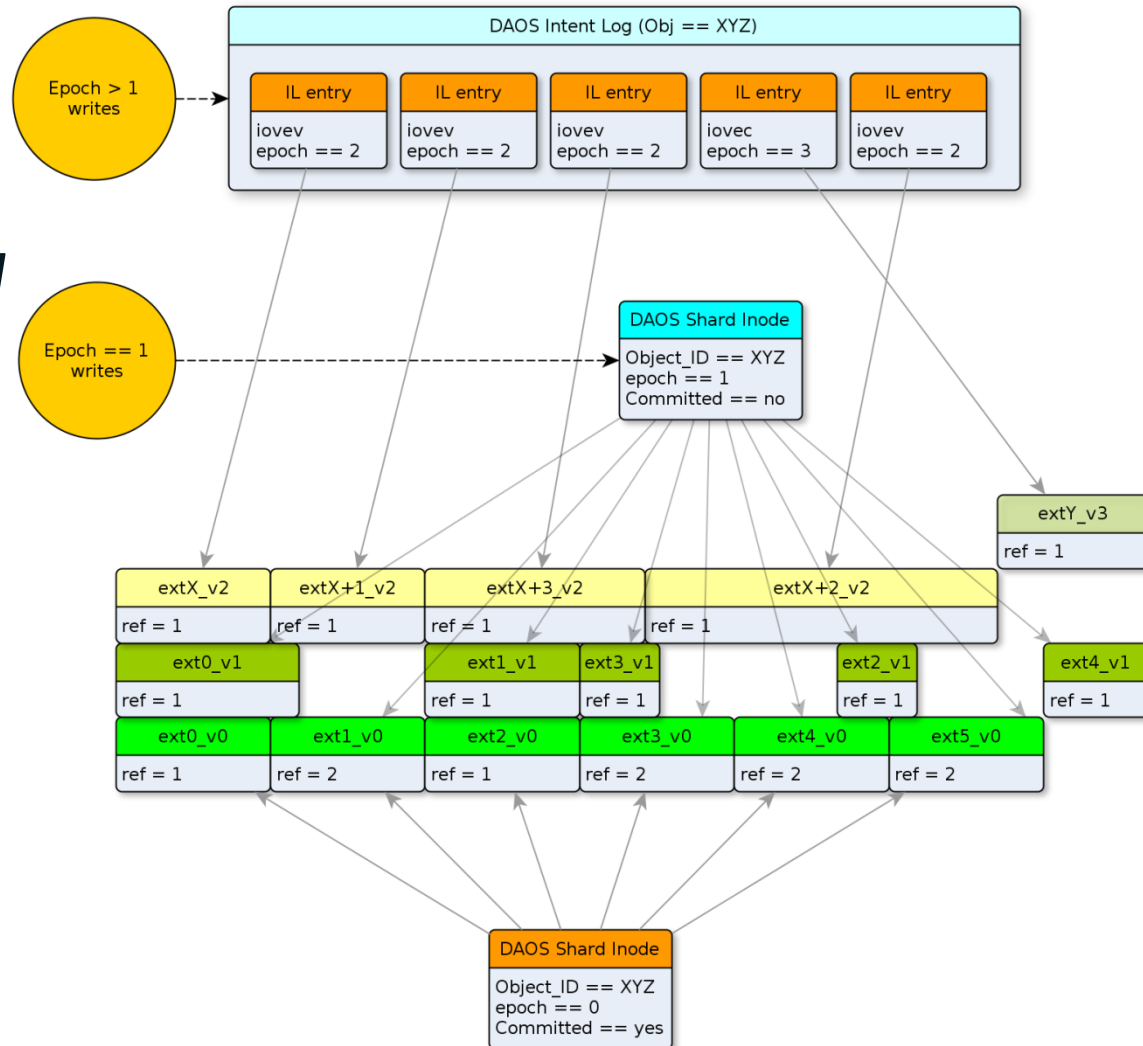 DAOS Intent Log (Obj == XYZ)
Epoch > 1
writes
IL entry
iovev
epoch == 2
IL entry
iovev
epoch == 2
IL entry
iovev
epoch == 2
IL entry
iovec
epoch == 3
IL entry
iovev
epoch == 2
Epoch == 1
writes
DAOS Shard Inode
Object_ID == XYZ
epoch == 1
Committed == no
extY_v3
ref = 1
extX_v2
ref = 1
extX+1_v2
ref = 1
extX+3_v2
ref = 1
extX+2_v2
ref = 1
ext0_v1
ref = 1
ext1_v1
ref = 1
ext3_v1
ref = 1
ext2_v1
ref = 1
ext4_v1
ref = 1
ext0_v0
ref = 1
ext1_v0
ref = 2
ext2_v0
ref = 1
ext3_v0
ref = 2
ext4_v0
ref = 2
ext5_v0
ref = 2
DAOS Shard Inode
Object_ID == XYZ
epoch == 0
Committed == yes